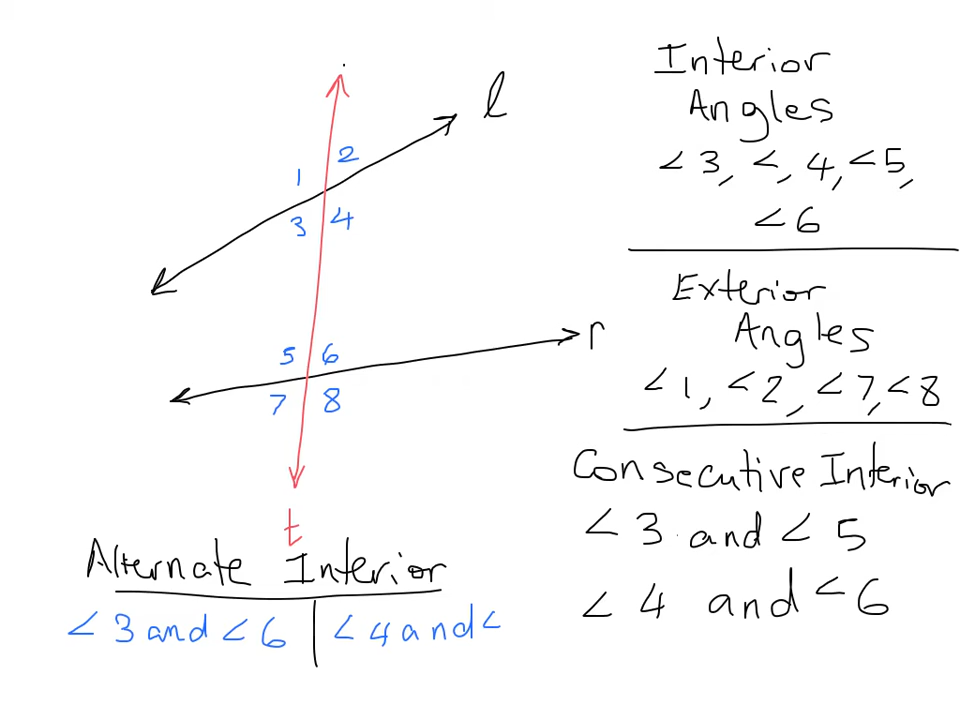 l
1 2
3 4
5 6
r
7 8
t
Interior
Angles
<3, <, 4, <5,
<6
Exterior
Angles
<1, <2, <7, <8
Consecutive Interior
<3 and <5
<4 and <6
Alternate Interior
<3 and <6 | <4 and <